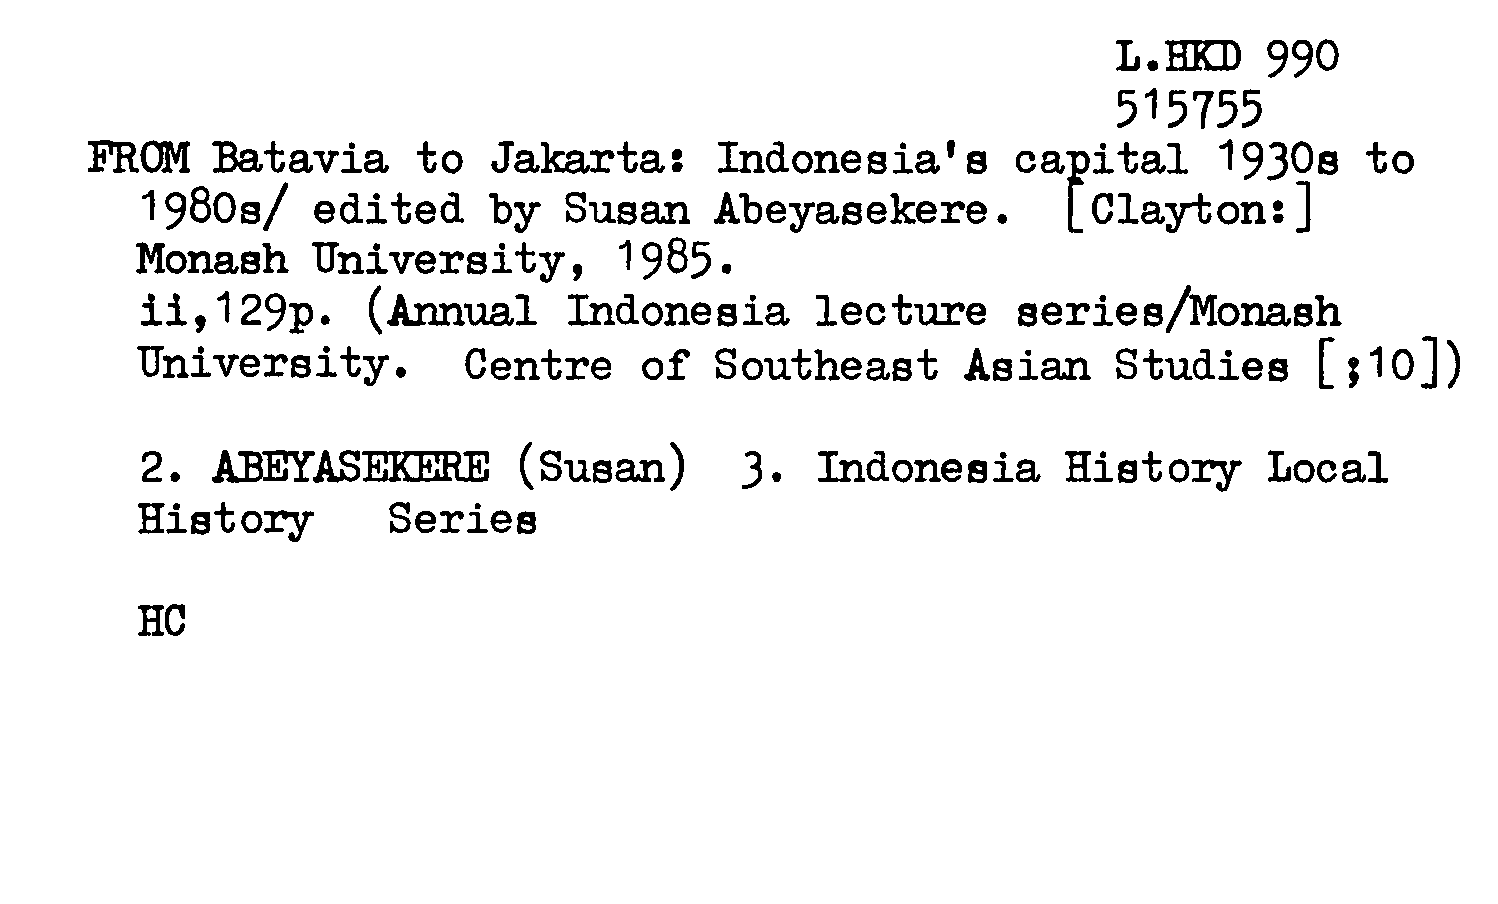 L.HKD 990
515755
FROM Batavia to Jakarta: Indonesia's capital 1930s to
1980s/ edited by Susan Abeyasekere. [Clayton:]
Monash University, 1985.
ii,129p. (Annual Indonesia lecture series/Monash
University. Centre of Southeast Asian Studies [;10])
2. ABEYASEKERE (Susan) 3. Indonesia History Local
History Series
HC